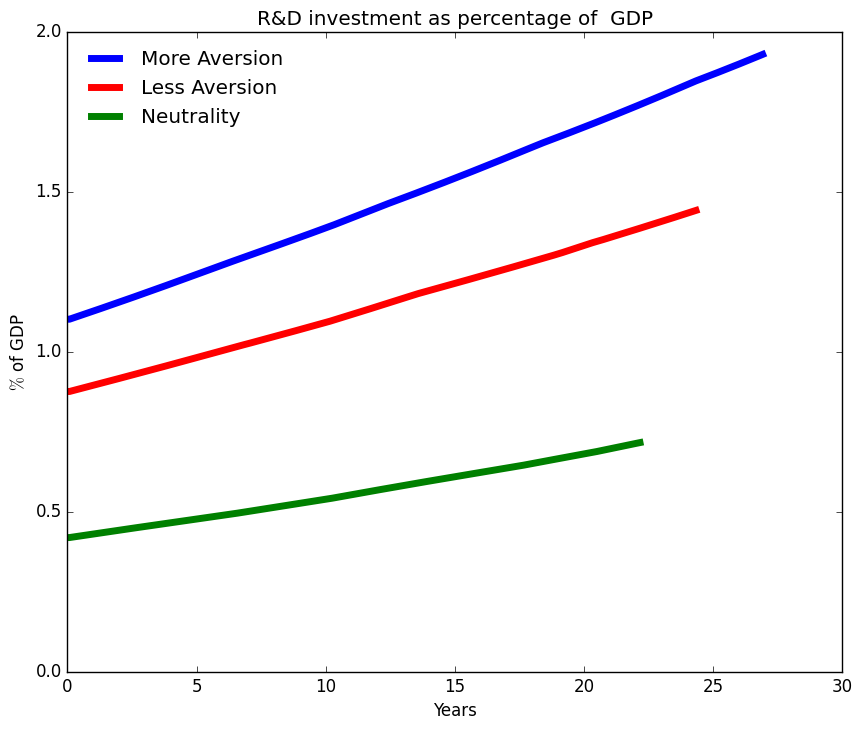 R&D investment as percentage of  GDP
More Aversion
Less Aversion
Neutrality
2.0
1.5
1.0
0.5
0.0
% of GDP
0 5 10 15 20 25 30
Years